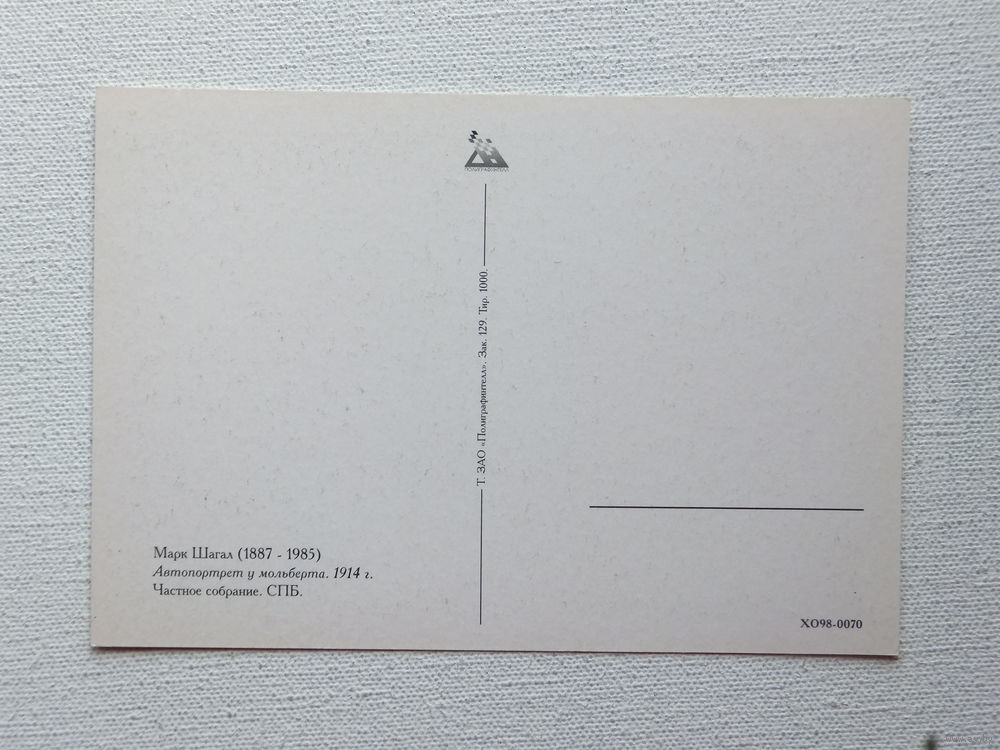 ПОЛИГРАФИНТЕЛЛ
Т. ЗАО «Полиграфинтелл». Зак. 129. Тир. 1000.
Марк Шагал (1887 - 1985)
Автопортрет у мольберта. 1914 г.
Частное собрание. СПБ.
ХО98-0070